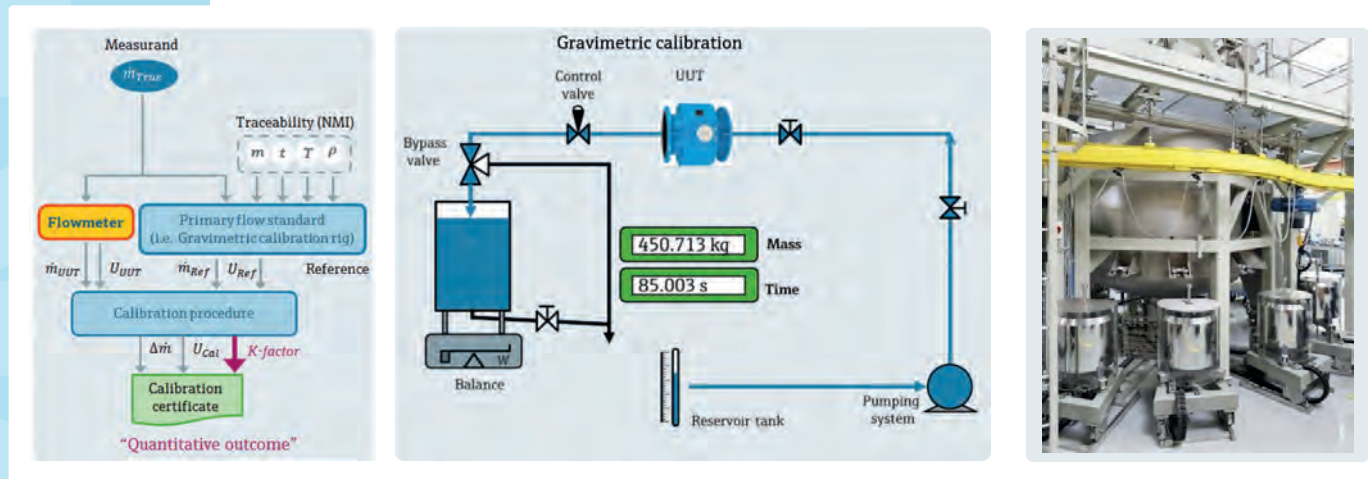 Measurand
ṁTrue
Traceability (NMI)
m t T ρ
Flowmeter
Primary flow standard
(i.e. Gravimetric calibration rig)
ṁUUT UUUT ṁRef URef Reference
Calibration procedure
Δṁ UCal K-factor
Calibration
certificate
"Quantitative outcome"
Gravimetric calibration
Control
valve
UUT
Bypass
valve
450.713 kg Mass
85.003 s Time
W
Balance
Reservoir tank
Pumping
system